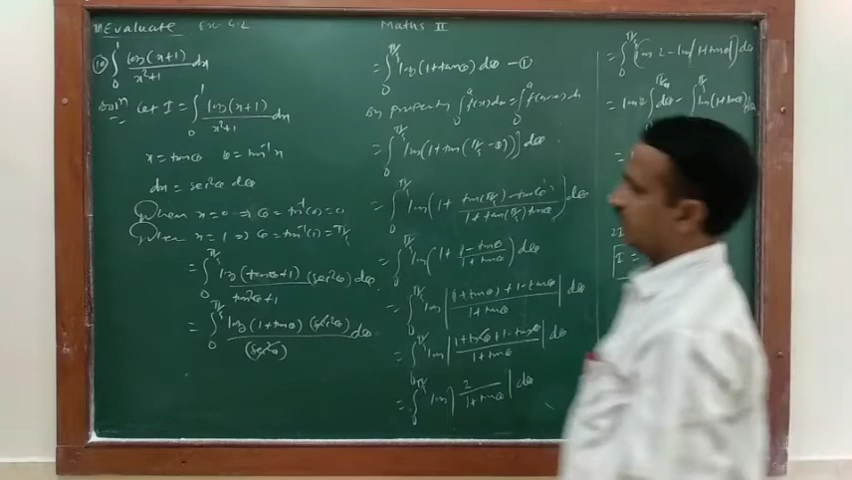 Evaluate Ex 6.2 Maths II
10 ∫₀¹ log(x+1)/x²+1 dx
Solⁿ Let I = ∫₀¹ log(x+1)/x²+1 dx
x = tanθ θ = tan⁻¹x
dx = sec²θ dθ
When x=0 ⇒ θ = tan⁻¹(0) = 0
When x=1 ⇒ θ = tan⁻¹(1) = π/4
= ∫₀^π/4 log(tanθ+1)/tan²θ+1 (sec²θ) dθ
= ∫₀^π/4 log(1+tanθ)(sec²θ)/(sec²θ) dθ
= ∫₀^π/4 log(1+tanθ) dθ —①
By property ∫₀ᵃ f(x)dx = ∫₀ᵃ f(a-x)dx
= ∫₀^π/4 log[1+tan(π/4-θ)] dθ
= ∫₀^π/4 log(1 + tan(π/4)-tanθ/1+tan(π/4)tanθ) dθ
= ∫₀^π/4 log(1 + 1-tanθ/1+tanθ) dθ
= ∫₀^π/4 log|(1+tanθ)+1-tanθ/1+tanθ| dθ
= ∫₀^π/4 log|1+tanθ+1-tanθ/1+tanθ| dθ
= ∫₀^π/4 log|2/1+tanθ| dθ
= ∫₀^π/4 [log 2 - log|1+tanθ|] dθ
= log 2 ∫₀^π/4 dθ - ∫₀^π/4 log(1+tanθ) dθ
=
2I
I =